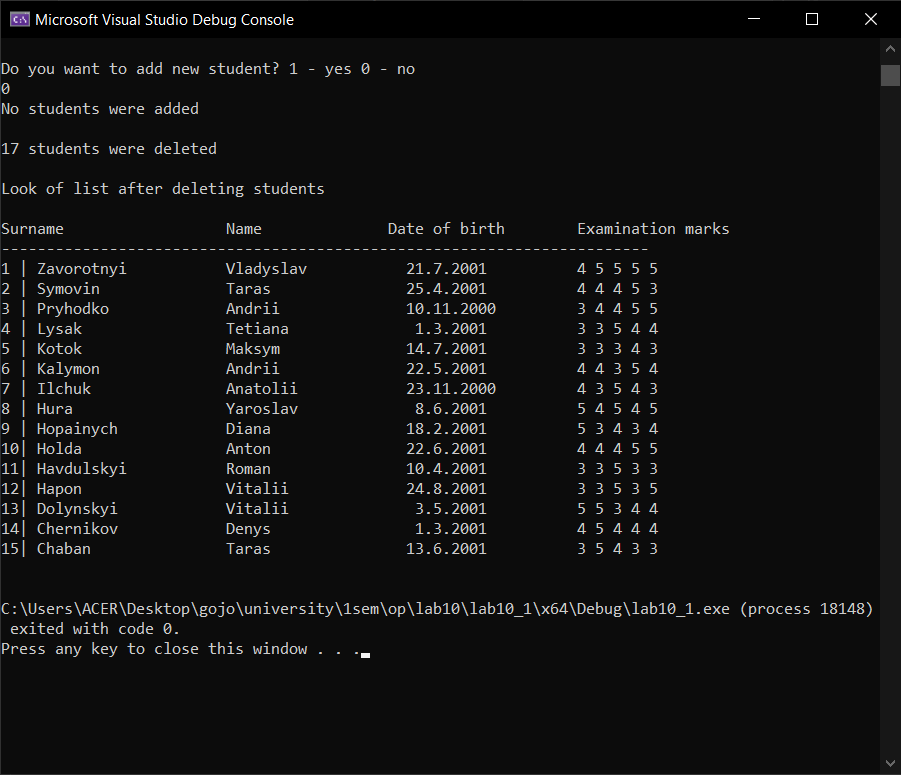 Microsoft Visual Studio Debug Console
Do you want to add new student? 1 - yes 0 - no
0
No students were added
17 students were deleted
Look of list after deleting students
Surname Name Date of birth Examination marks
------------------------------------------------------------------------
1 | Zavorotnyi Vladyslav 21.7.2001 4 5 5 5 5
2 | Symovin Taras 25.4.2001 4 4 4 5 3
3 | Pryhodko Andrii 10.11.2000 3 4 4 5 5
4 | Lysak Tetiana 1.3.2001 3 3 5 4 4
5 | Kotok Maksym 14.7.2001 3 3 3 4 3
6 | Kalymon Andrii 22.5.2001 4 4 3 5 4
7 | Ilchuk Anatolii 23.11.2000 4 3 5 4 3
8 | Hura Yaroslav 8.6.2001 5 4 5 4 5
9 | Hopainych Diana 18.2.2001 5 3 4 3 4
10| Holda Anton 22.6.2001 4 4 4 5 5
11| Havdulskyi Roman 10.4.2001 3 3 5 3 3
12| Hapon Vitalii 24.8.2001 3 3 5 3 5
13| Dolynskyi Vitalii 3.5.2001 5 5 3 4 4
14| Chernikov Denys 1.3.2001 4 5 4 4 4
15| Chaban Taras 13.6.2001 3 5 4 3 3
C:\Users\ACER\Desktop\gojo\university\1sem\op\lab10\lab10_1\x64\Debug\lab10_1.exe (process 18148)
exited with code 0.
Press any key to close this window . . .